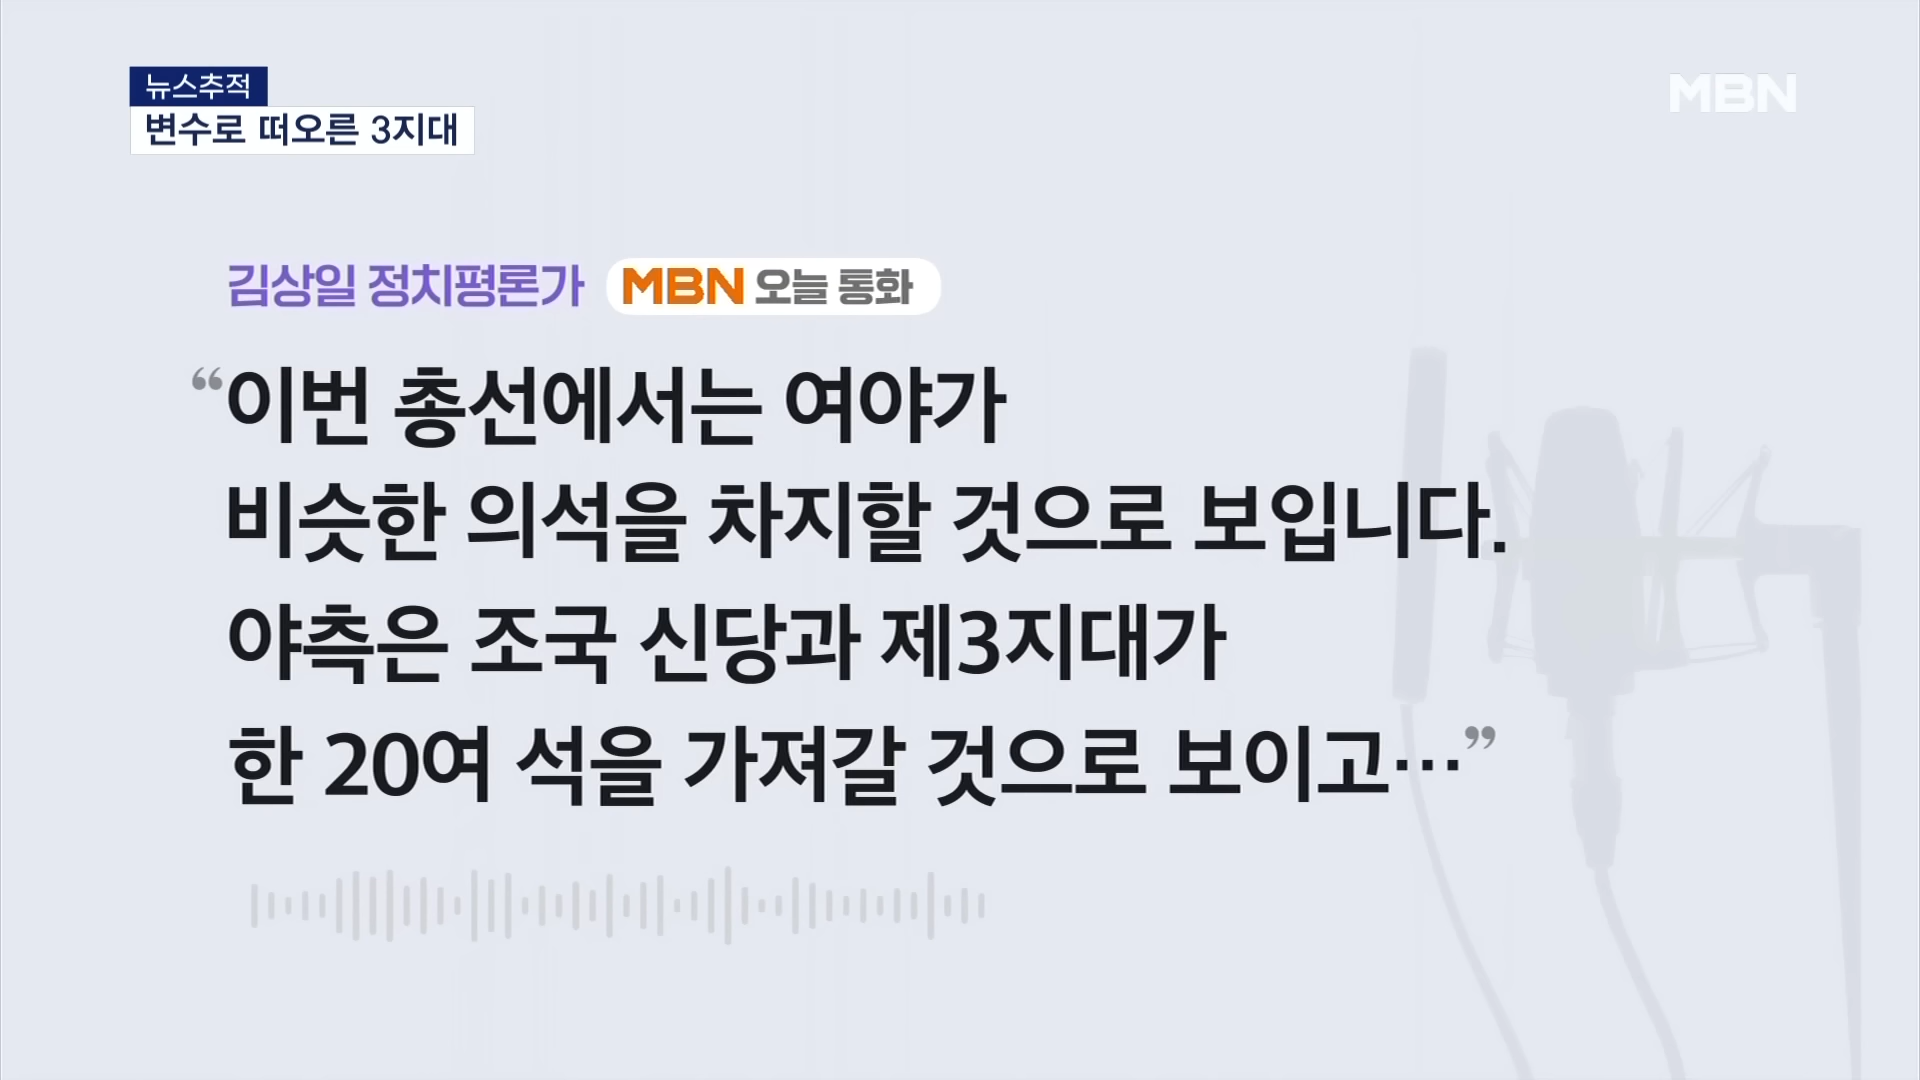 뉴스추적
MBN
변수로 떠오른 3지대
김상일 정치평론가 MBN 오늘 통화
“이번 총선에서는 여야가
비슷한 의석을 차지할 것으로 보입니다.
야측은 조국 신당과 제3지대가
한 20여 석을 가져갈 것으로 보이고…”